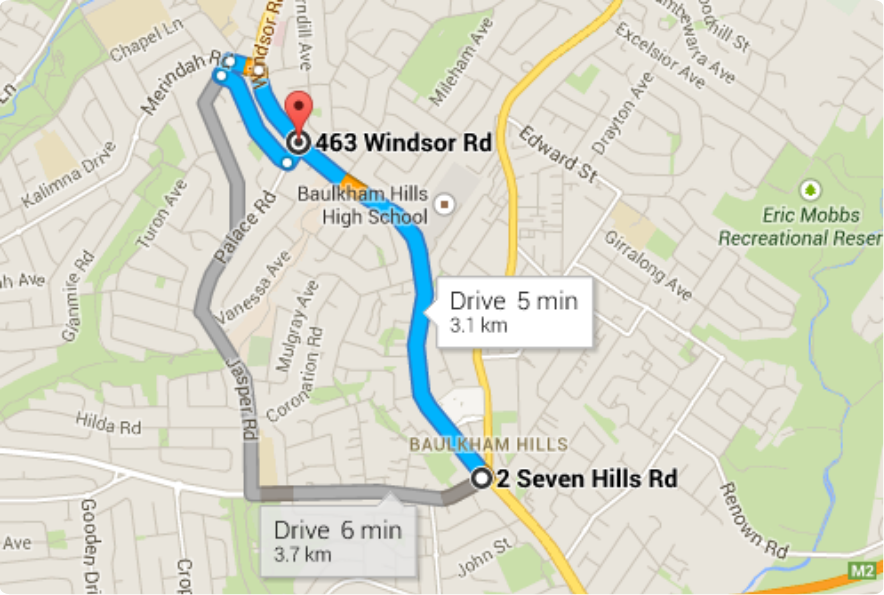 Chapel Ln
Windsor Rd
Merindah R
Mileham Ave
Excelsior Ave
Drayton Ave
Edward St
463 Windsor Rd
Kalimna Drive
Turon Ave
Palace Rd
Baulkham Hills
High School
Eric Mobbs
Recreational Reser
Girralong Ave
Vanessa Ave
Mulgray Ave
Coronation Rd
Drive 5 min
3.1 km
Jasper Rd
Hilda Rd
BAULKHAM HILLS
2 Seven Hills Rd
Drive 6 min
3.7 km
John St
Renown Rd
Gooden Dri
Ave
M2